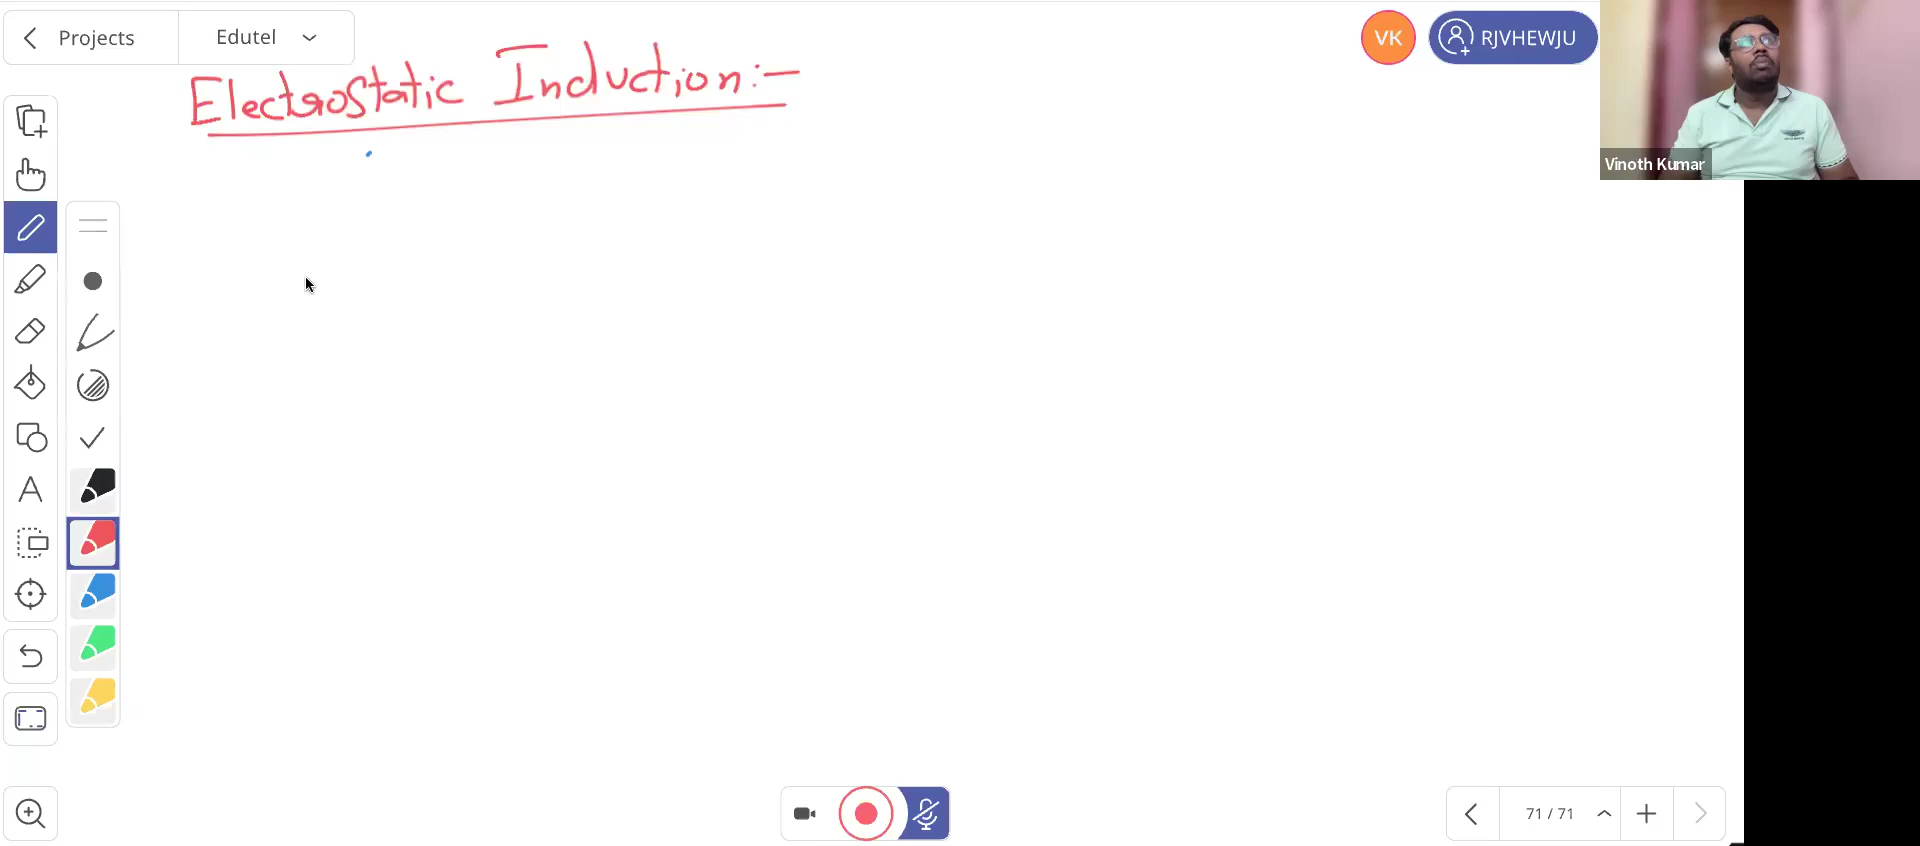 Projects
Edutel
VK
RJVHEWJU
Electrostatic Induction:-
Vinoth Kumar
A
71 / 71